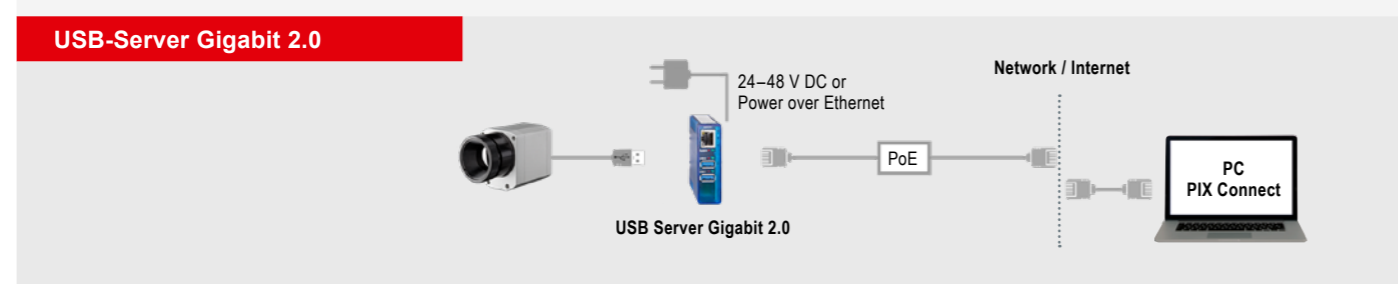 USB-Server Gigabit 2.0
24–48 V DC or
Power over Ethernet
Network / Internet
PoE
PC
PIX Connect
USB Server Gigabit 2.0